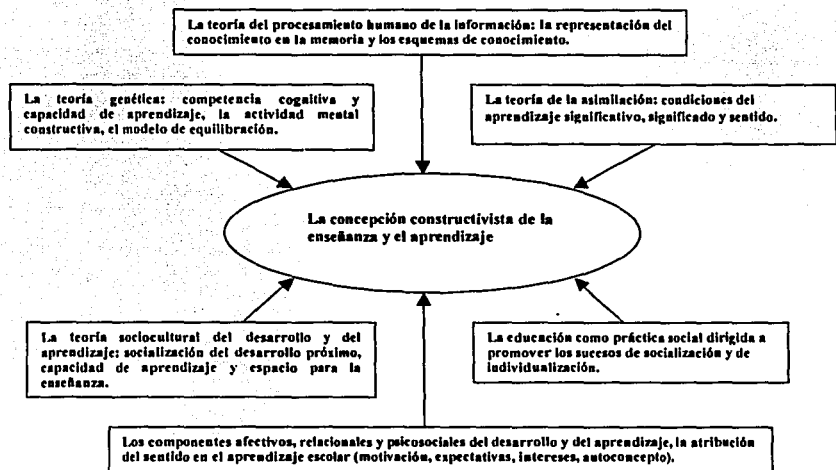 La teoría del procesamiento humano de la información: la representación del
conocimiento en la memoria y los esquemas de conocimiento.
La teoría genética: competencia cognitiva y
capacidad de aprendizaje, la actividad mental
constructiva, el modelo de equilibración.
La teoría de la asimilación: condiciones del
aprendizaje significativo, significado y sentido.
La concepción constructivista de la
enseñanza y el aprendizaje
La teoría sociocultural del desarrollo y del
aprendizaje: socialización del desarrollo próximo,
capacidad de aprendizaje y espacio para la
enseñanza.
La educación como práctica social dirigida a
promover los sucesos de socialización y de
individualización.
Los componentes afectivos, relacionales y psicosociales del desarrollo y del aprendizaje, la atribución
del sentido en el aprendizaje escolar (motivación, expectativas, intereses, autoconcepto).